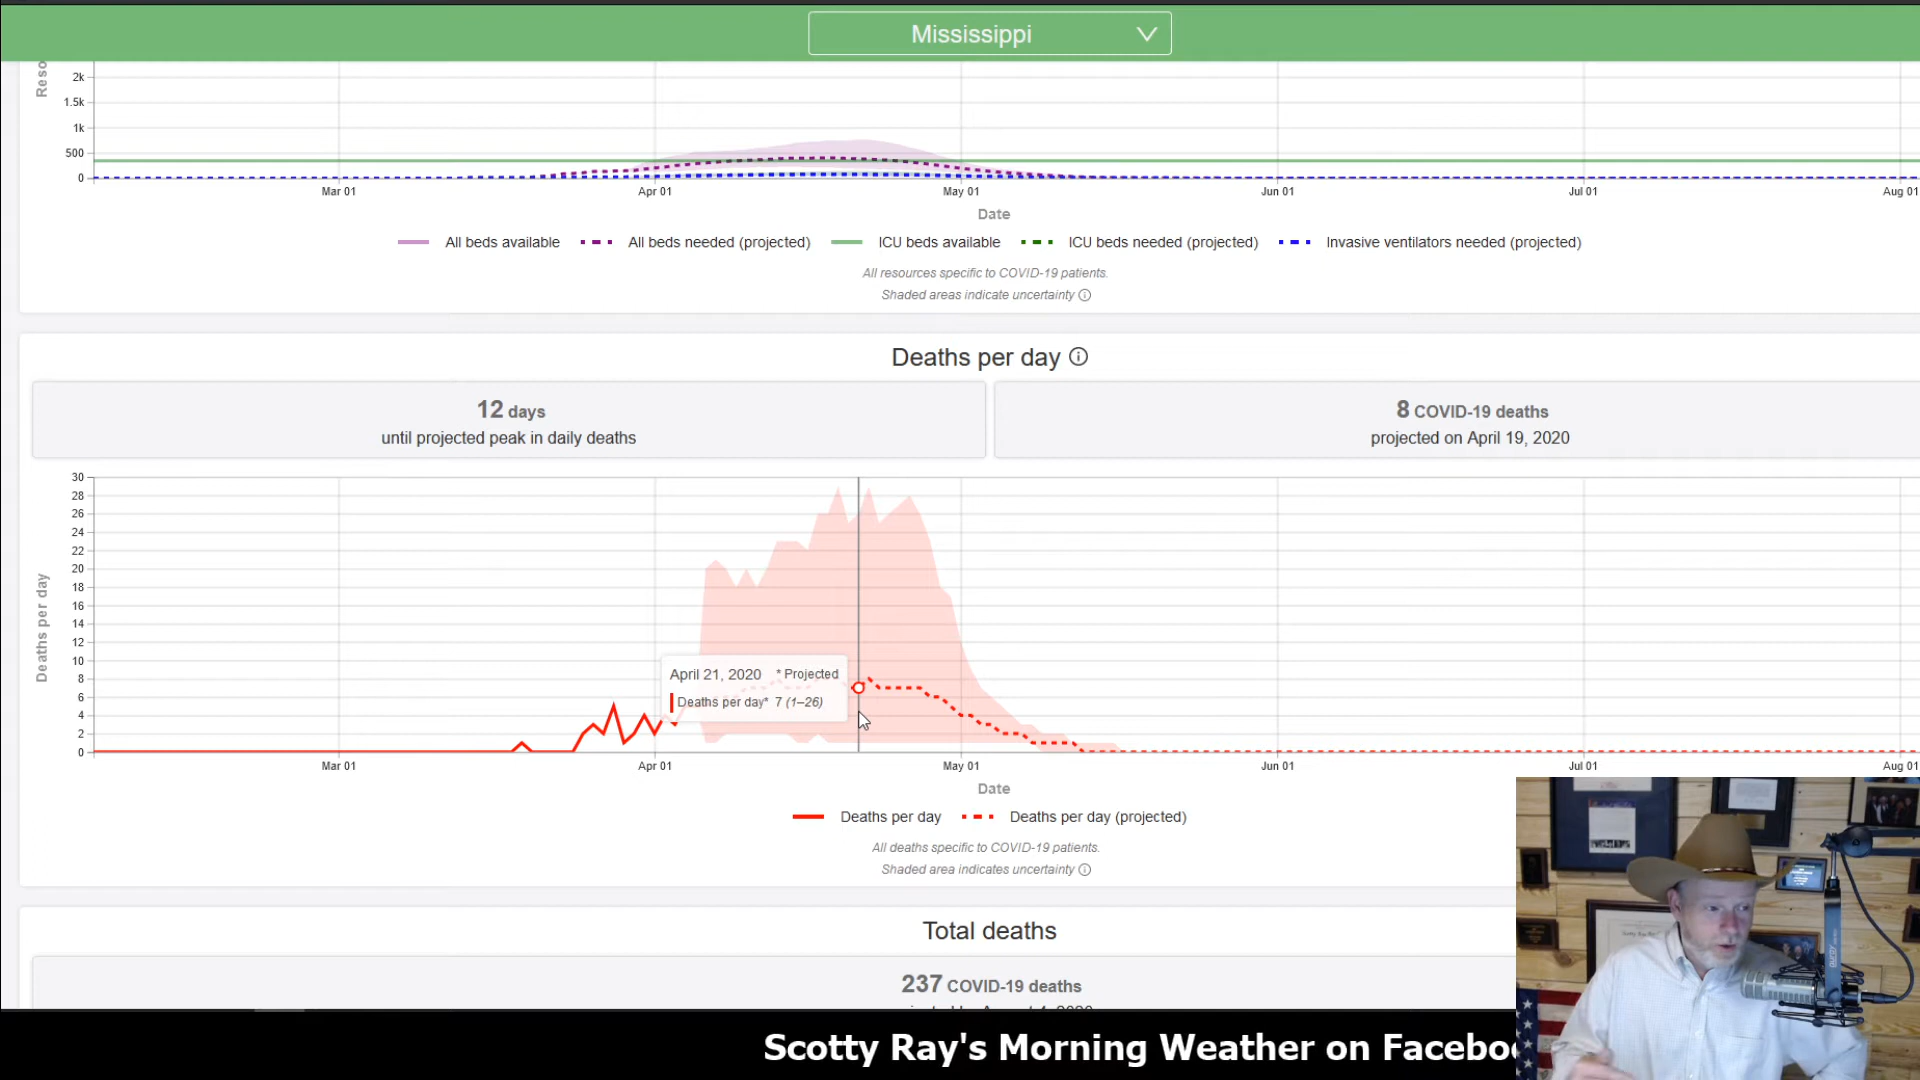 Mississippi
Reso
2k
1.5k
1k
500
0
Mar 01 Apr 01 May 01 Jun 01 Jul 01 Aug 01
Date
All beds available All beds needed (projected) ICU beds available ICU beds needed (projected) Invasive ventilators needed (projected)
All resources specific to COVID-19 patients.
Shaded areas indicate uncertainty
Deaths per day
12 days
until projected peak in daily deaths
8 COVID-19 deaths
projected on April 19, 2020
Deaths per day
30
28
26
24
22
20
18
16
14
12
10
8
6
4
2
0
April 21, 2020 * Projected
Deaths per day* 7 (1–26)
Mar 01 Apr 01 May 01 Jun 01 Jul 01 Aug 01
Date
Deaths per day Deaths per day (projected)
All deaths specific to COVID-19 patients.
Shaded area indicates uncertainty
Total deaths
237 COVID-19 deaths
Scotty Ray's Morning Weather on Facebo